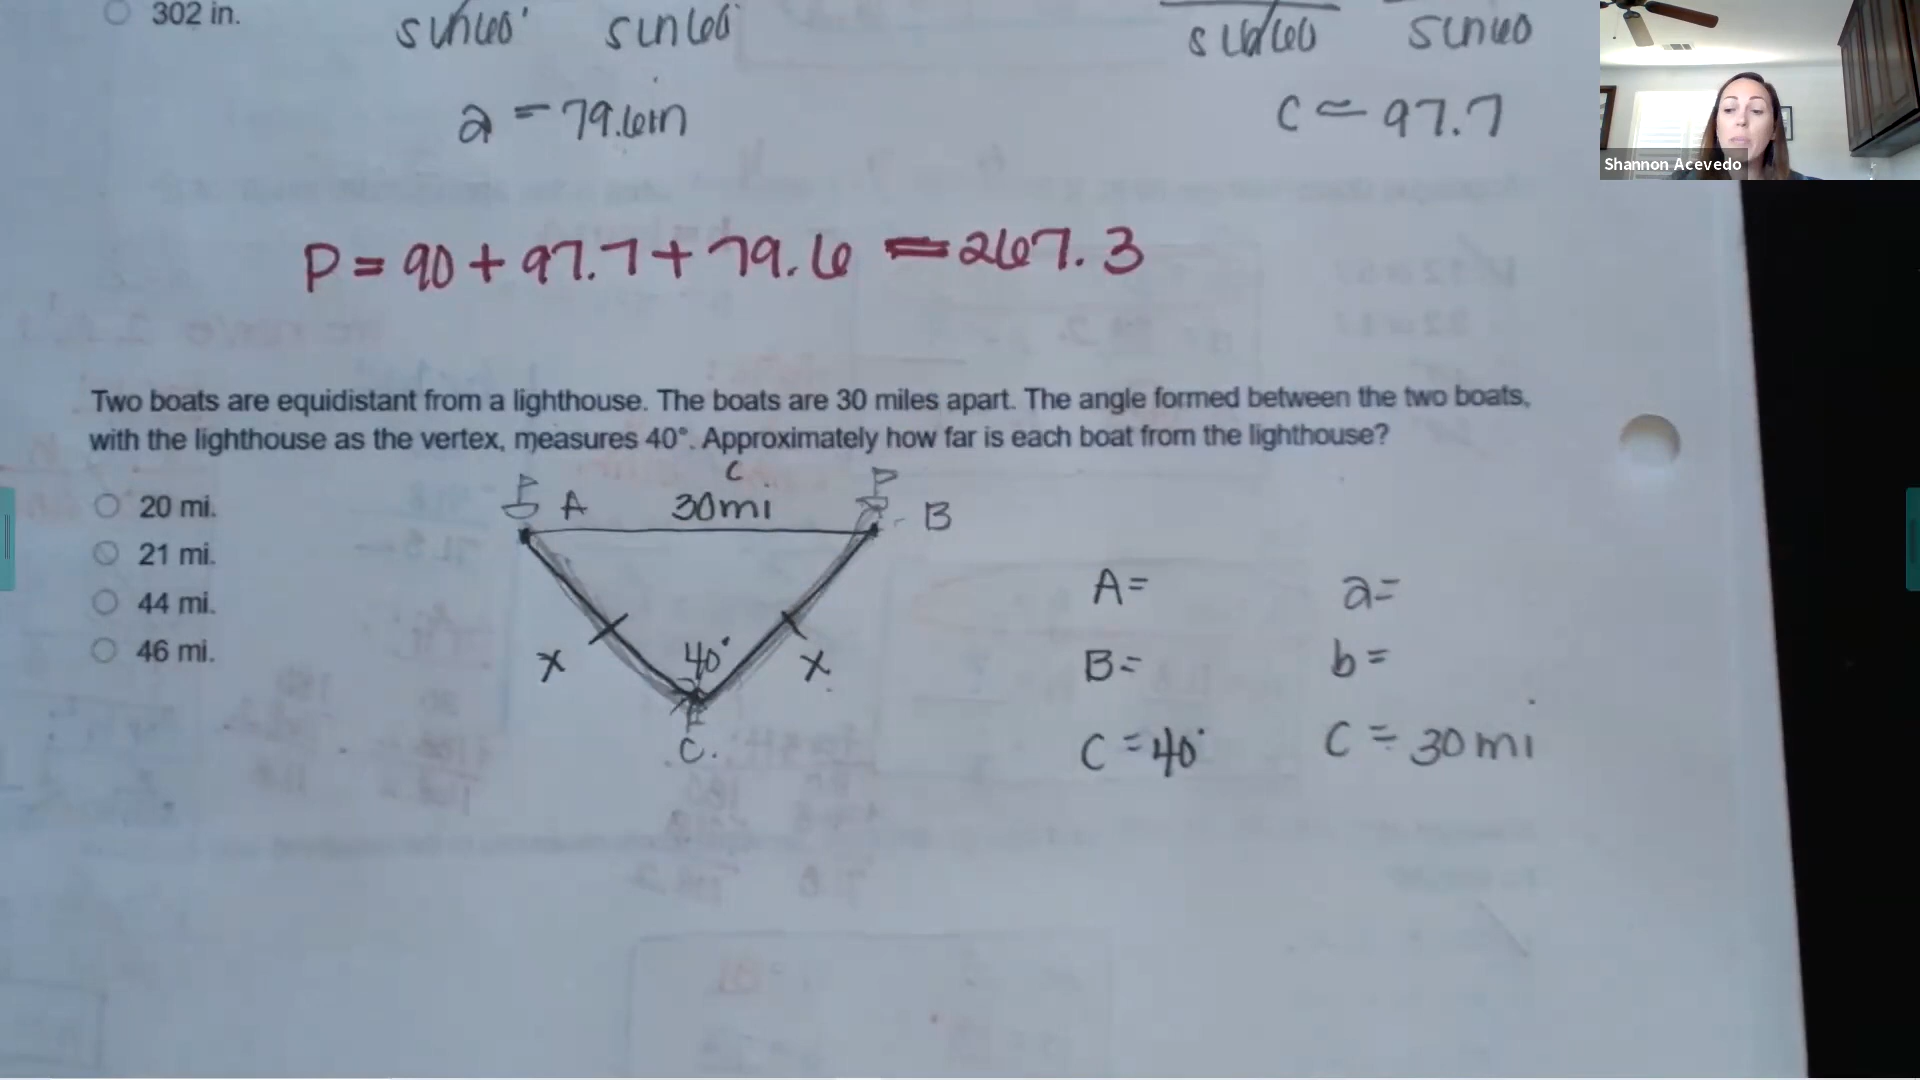 302 in.
sin60° sin60° sin60 sin60
a = 79.6in c = 97.7
Shannon Acevedo
P = 90 + 97.7 + 79.6 = 267.3
Two boats are equidistant from a lighthouse. The boats are 30 miles apart. The angle formed between the two boats,
with the lighthouse as the vertex, measures 40°. Approximately how far is each boat from the lighthouse?
c
20 mi. A 30mi B
21 mi.
A= a=
44 mi.
46 mi. x 40° x B= b=
C. C = 40° c = 30mi